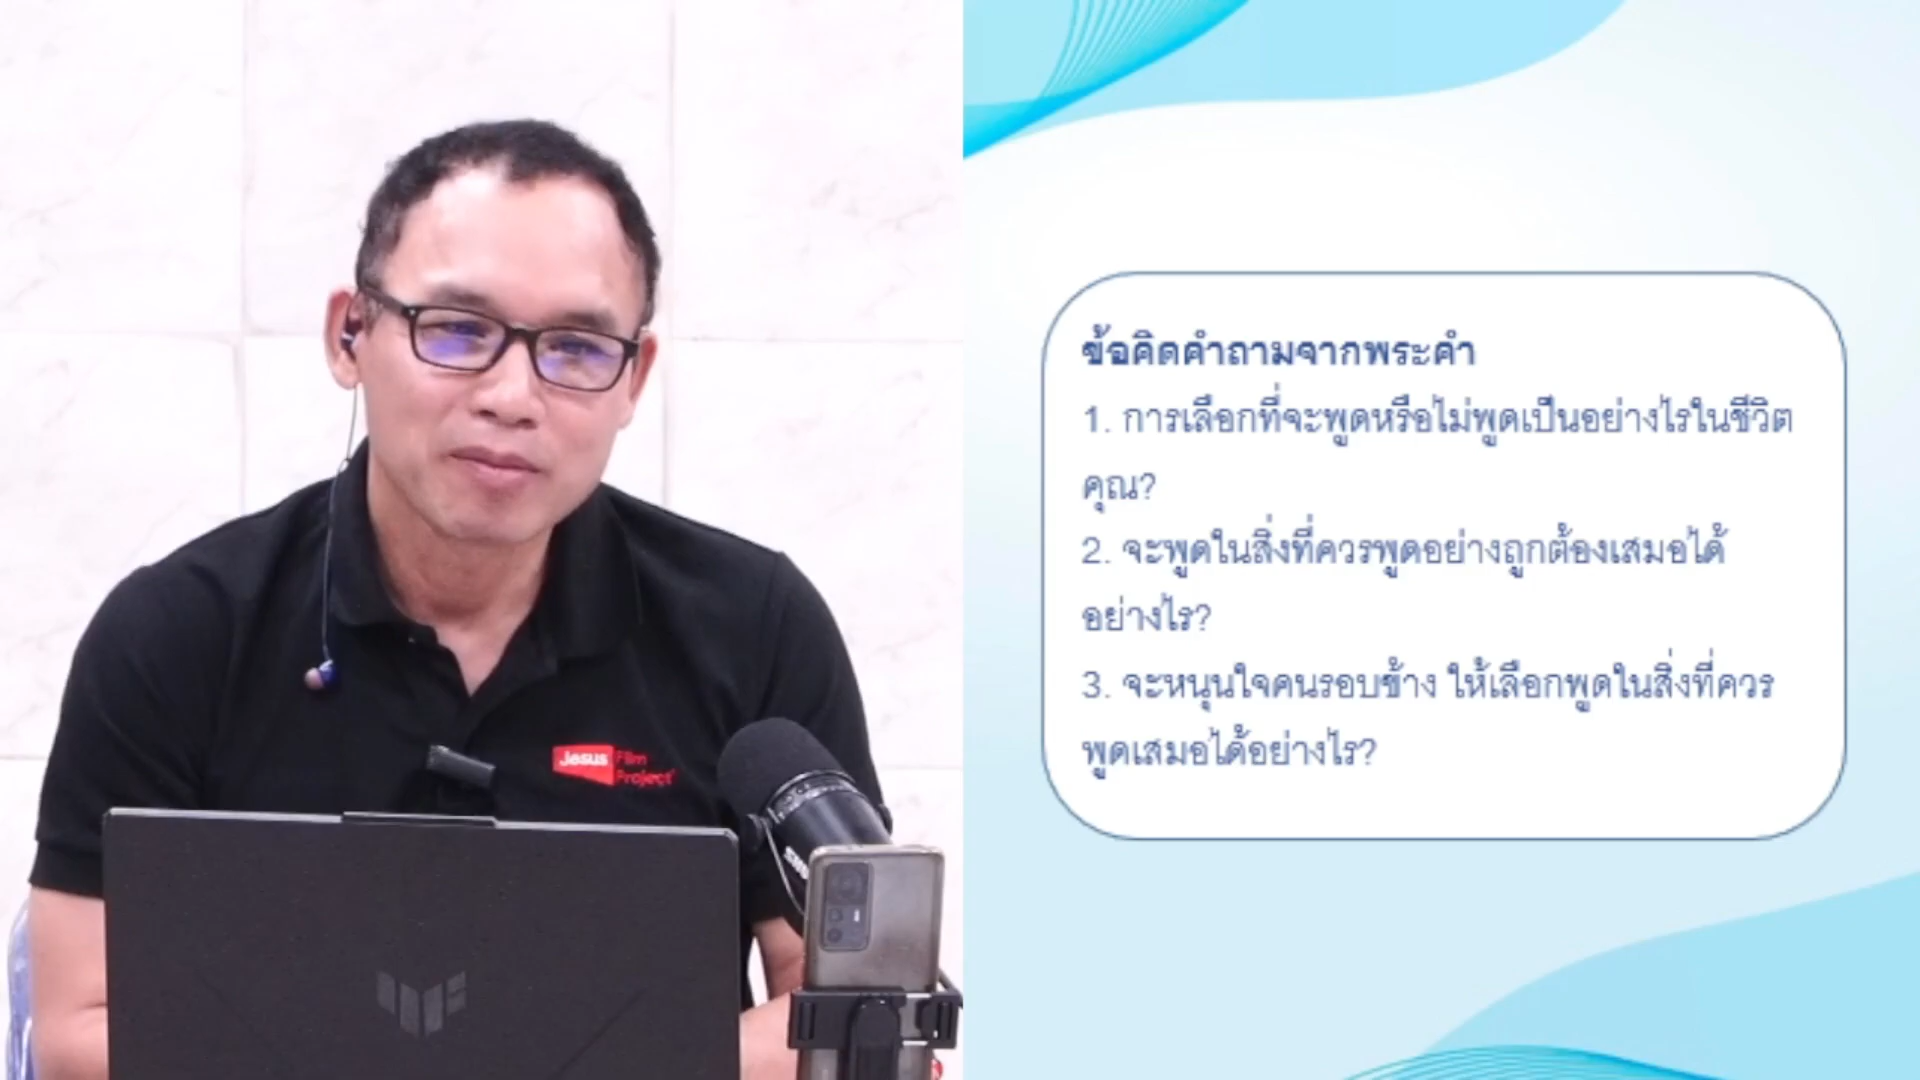 Jesus Film
Project
ข้อคิดคำถามจากพระคำ
1. การเลือกที่จะพูดหรือไม่พูดเป็นอย่างไรในชีวิต
คุณ?
2. จะพูดในสิ่งที่ควรพูดอย่างถูกต้องเสมอได้
อย่างไร?
3. จะหนุนใจคนรอบข้าง ให้เลือกพูดในสิ่งที่ควร
พูดเสมอได้อย่างไร?